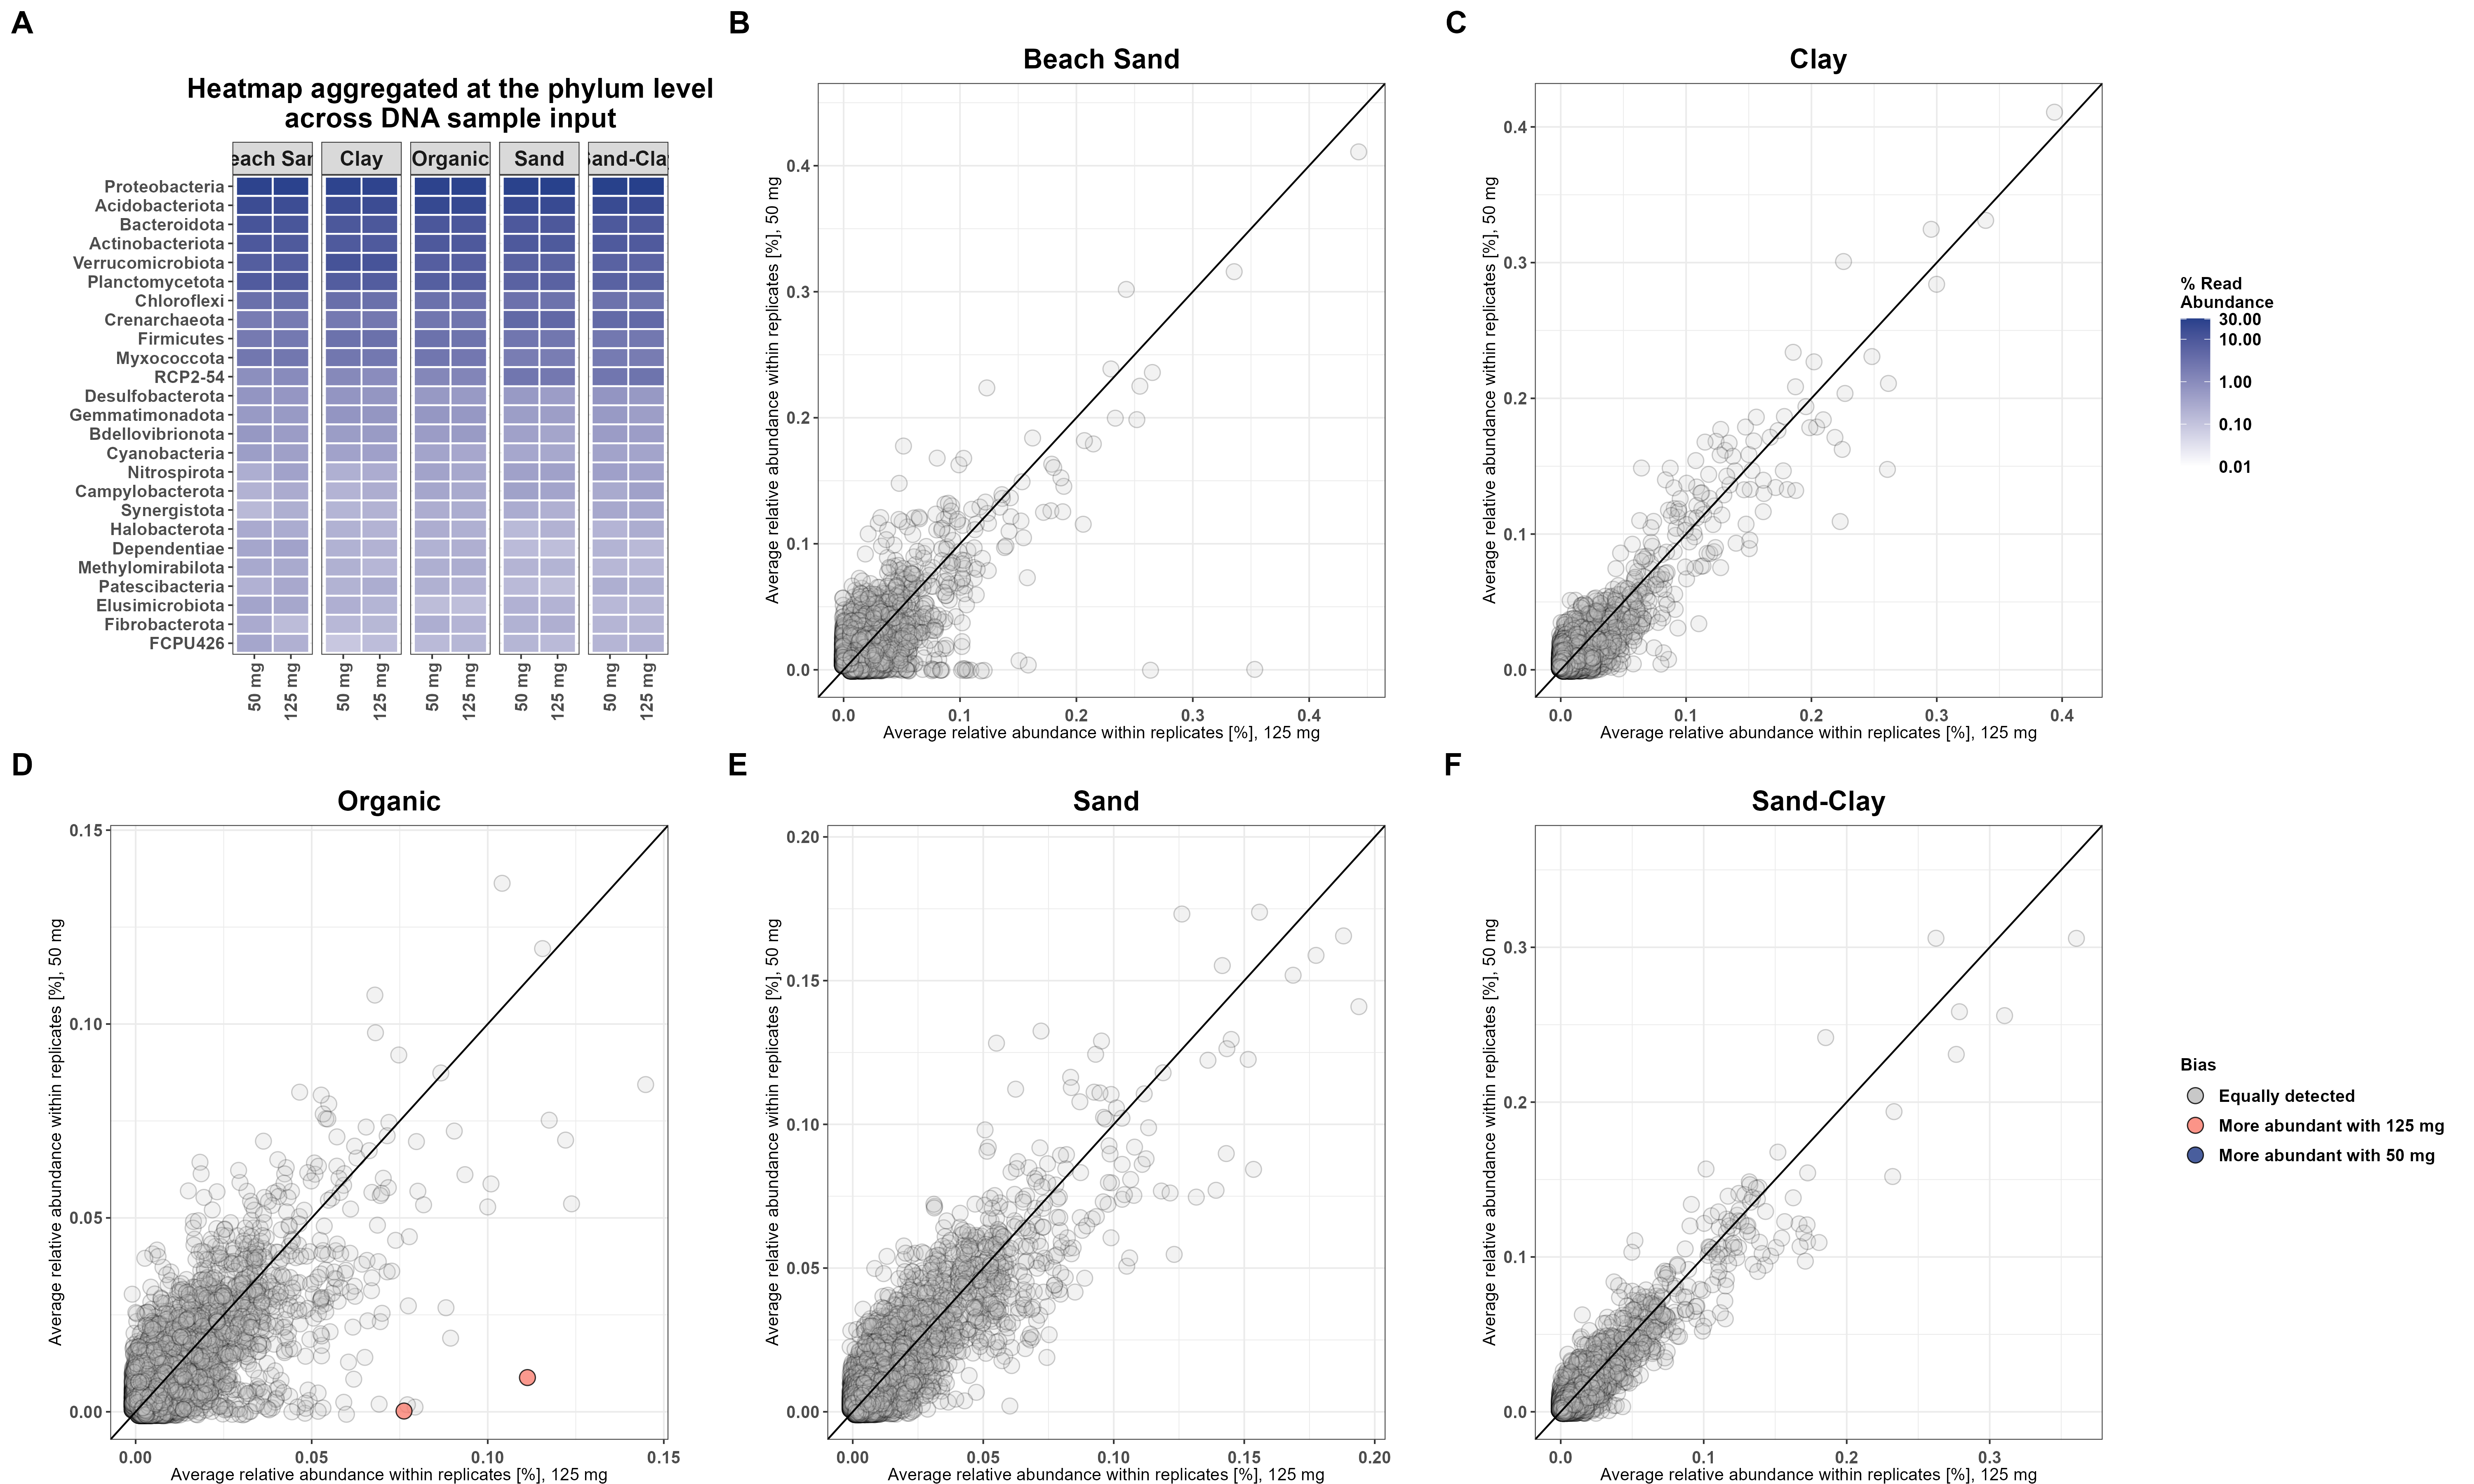 A
Heatmap aggregated at the phylum level
across DNA sample input
each San
Clay
Organic
Sand
Sand-Clay
Proteobacteria
Acidobacteriota
Bacteroidota
Actinobacteriota
Verrucomicrobiota
Planctomycetota
Chloroflexi
Crenarchaeota
Firmicutes
Myxococcota
RCP2-54
Desulfobacterota
Gemmatimonadota
Bdellovibrionota
Cyanobacteria
Nitrospirota
Campylobacterota
Synergistota
Halobacterota
Dependentiae
Methylomirabilota
Patescibacteria
Elusimicrobiota
Fibrobacterota
FCPU426
50 mg
125 mg
50 mg
125 mg
50 mg
125 mg
50 mg
125 mg
50 mg
125 mg
B
Beach Sand
Average relative abundance within replicates [%], 50 mg
0.4
0.3
0.2
0.1
0.0
0.0 0.1 0.2 0.3 0.4
Average relative abundance within replicates [%], 125 mg
C
Clay
Average relative abundance within replicates [%], 50 mg
0.4
0.3
0.2
0.1
0.0
0.0 0.1 0.2 0.3 0.4
Average relative abundance within replicates [%], 125 mg
% Read
Abundance
30.00
10.00
1.00
0.10
0.01
D
Organic
Average relative abundance within replicates [%], 50 mg
0.15
0.10
0.05
0.00
0.00 0.05 0.10 0.15
Average relative abundance within replicates [%], 125 mg
E
Sand
Average relative abundance within replicates [%], 50 mg
0.20
0.15
0.10
0.05
0.00
0.00 0.05 0.10 0.15 0.20
Average relative abundance within replicates [%], 125 mg
F
Sand-Clay
Average relative abundance within replicates [%], 50 mg
0.3
0.2
0.1
0.0
0.0 0.1 0.2 0.3
Average relative abundance within replicates [%], 125 mg
Bias
Equally detected
More abundant with 125 mg
More abundant with 50 mg